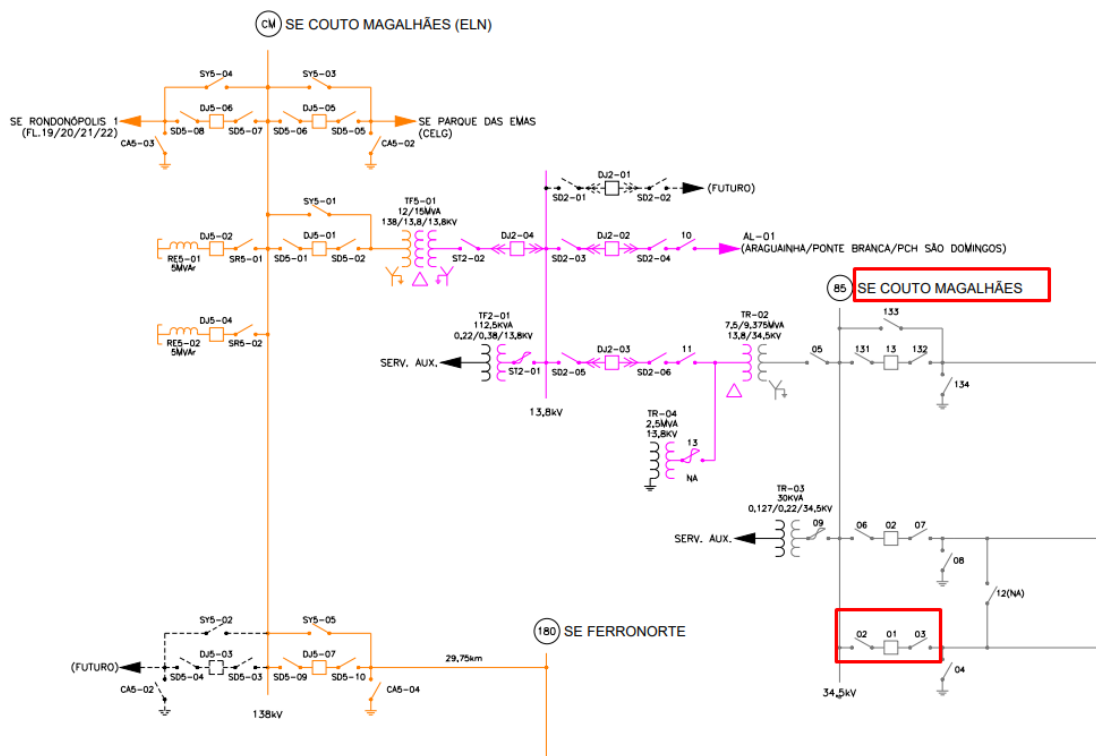 CM SE COUTO MAGALHÃES (ELN)
SY5-04
SY5-03
SE RONDONÓPOLIS 1
(FL.19/20/21/22)
DJ5-06
DJ5-05
SE PARQUE DAS EMAS
(CELG)
SD5-08
SD5-07
SD5-06
SD5-05
CA5-03
CA5-02
DJ2-01
(FUTURO)
SD2-01
SD2-02
SY5-01
TF5-01
12/15MVA
138/13,8/13,8KV
DJ5-02
DJ5-01
DJ2-04
DJ2-02
10
AL-01
(ARAGUAINHA/PONTE BRANCA/PCH SÃO DOMINGOS)
RE5-01
5MVAr
SR5-01
SD5-01
SD5-02
ST2-02
SD2-03
SD2-04
85 SE COUTO MAGALHÃES
133
DJ5-04
RE5-02
5MVAr
SR5-02
TF2-01
112,5KVA
0,22/0,38/13,8KV
SERV. AUX.
ST2-01
DJ2-03
11
SD2-05
SD2-06
TR-02
7,5/9,375MVA
13,8/34,5KV
05
131
13
132
134
13,8kV
TR-04
2,5MVA
13,8KV
13
NA
TR-03
30KVA
0,127/0,22/34,5KV
SERV. AUX.
09
06
02
07
08
12(NA)
02
01
03
04
34,5kV
SY5-02
SY5-05
180 SE FERRONORTE
(FUTURO)
DJ5-03
DJ5-07
29,75km
SD5-04
SD5-03
SD5-09
SD5-10
CA5-02
CA5-04
138kV